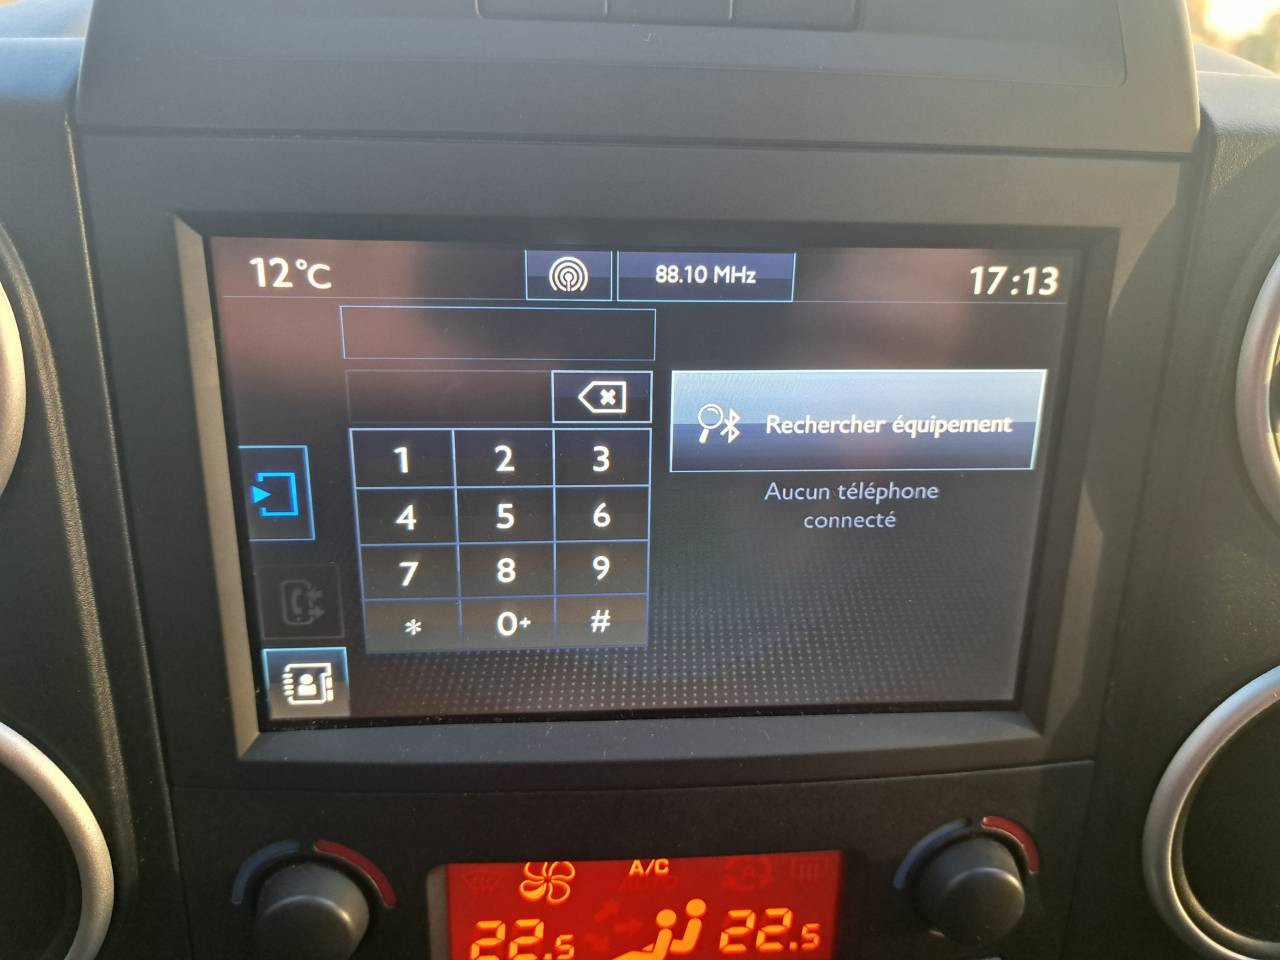 12°C
88.10 MHz
17:13
1 2 3
4 5 6
7 8 9
* 0+ #
Rechercher équipement
Aucun téléphone
connecté
A/C
AUTO
22.5
22.5